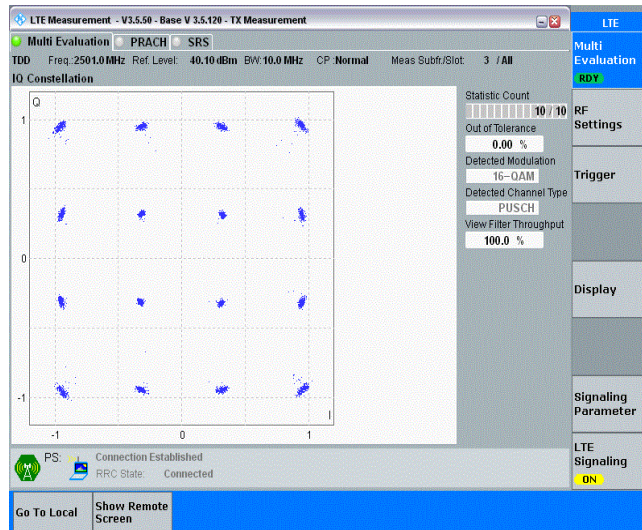 LTE Measurement - V3.5.50 - Base V 3.5.120 - TX Measurement
LTE
Multi Evaluation PRACH SRS
TDD Freq.:2501.0 MHz Ref. Level: 40.10 dBm BW:10.0 MHz CP :Normal Meas Subfr./Slot: 3 / All
IQ Constellation
Q
1
0
-1
-1 0 1
I
Statistic Count
10 / 10
Out of Tolerance
0.00 %
Detected Modulation
16-QAM
Detected Channel Type
PUSCH
View Filter Throughput
100.0 %
PS: Connection Established
RRC State: Connected
Multi
Evaluation
RDY
RF
Settings
Trigger
Display
Signaling
Parameter
LTE
Signaling
ON
Go To Local
Show Remote
Screen